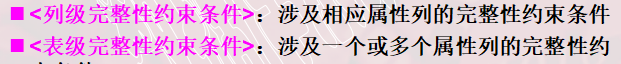 ■<列级完整性约束条件>：涉及相应属性列的完整性约束条件
■<表级完整性约束条件>：涉及一个或多个属性列的完整性约